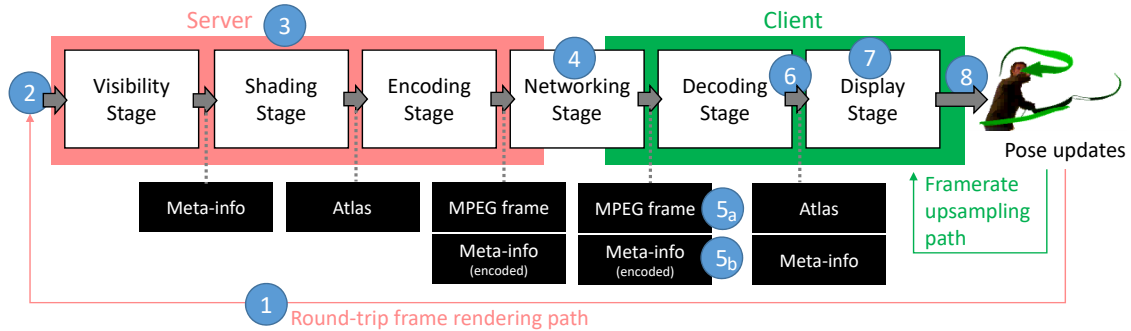 Server
3
Client
2
Visibility
Stage
Shading
Stage
Encoding
Stage
4
Networking
Stage
Decoding
Stage
6
7
Display
Stage
8
Pose updates
Meta-info
Atlas
MPEG frame
Meta-info
(encoded)
MPEG frame
5a
Meta-info
(encoded)
5b
Atlas
Meta-info
Framerate
upsampling
path
1
Round-trip frame rendering path